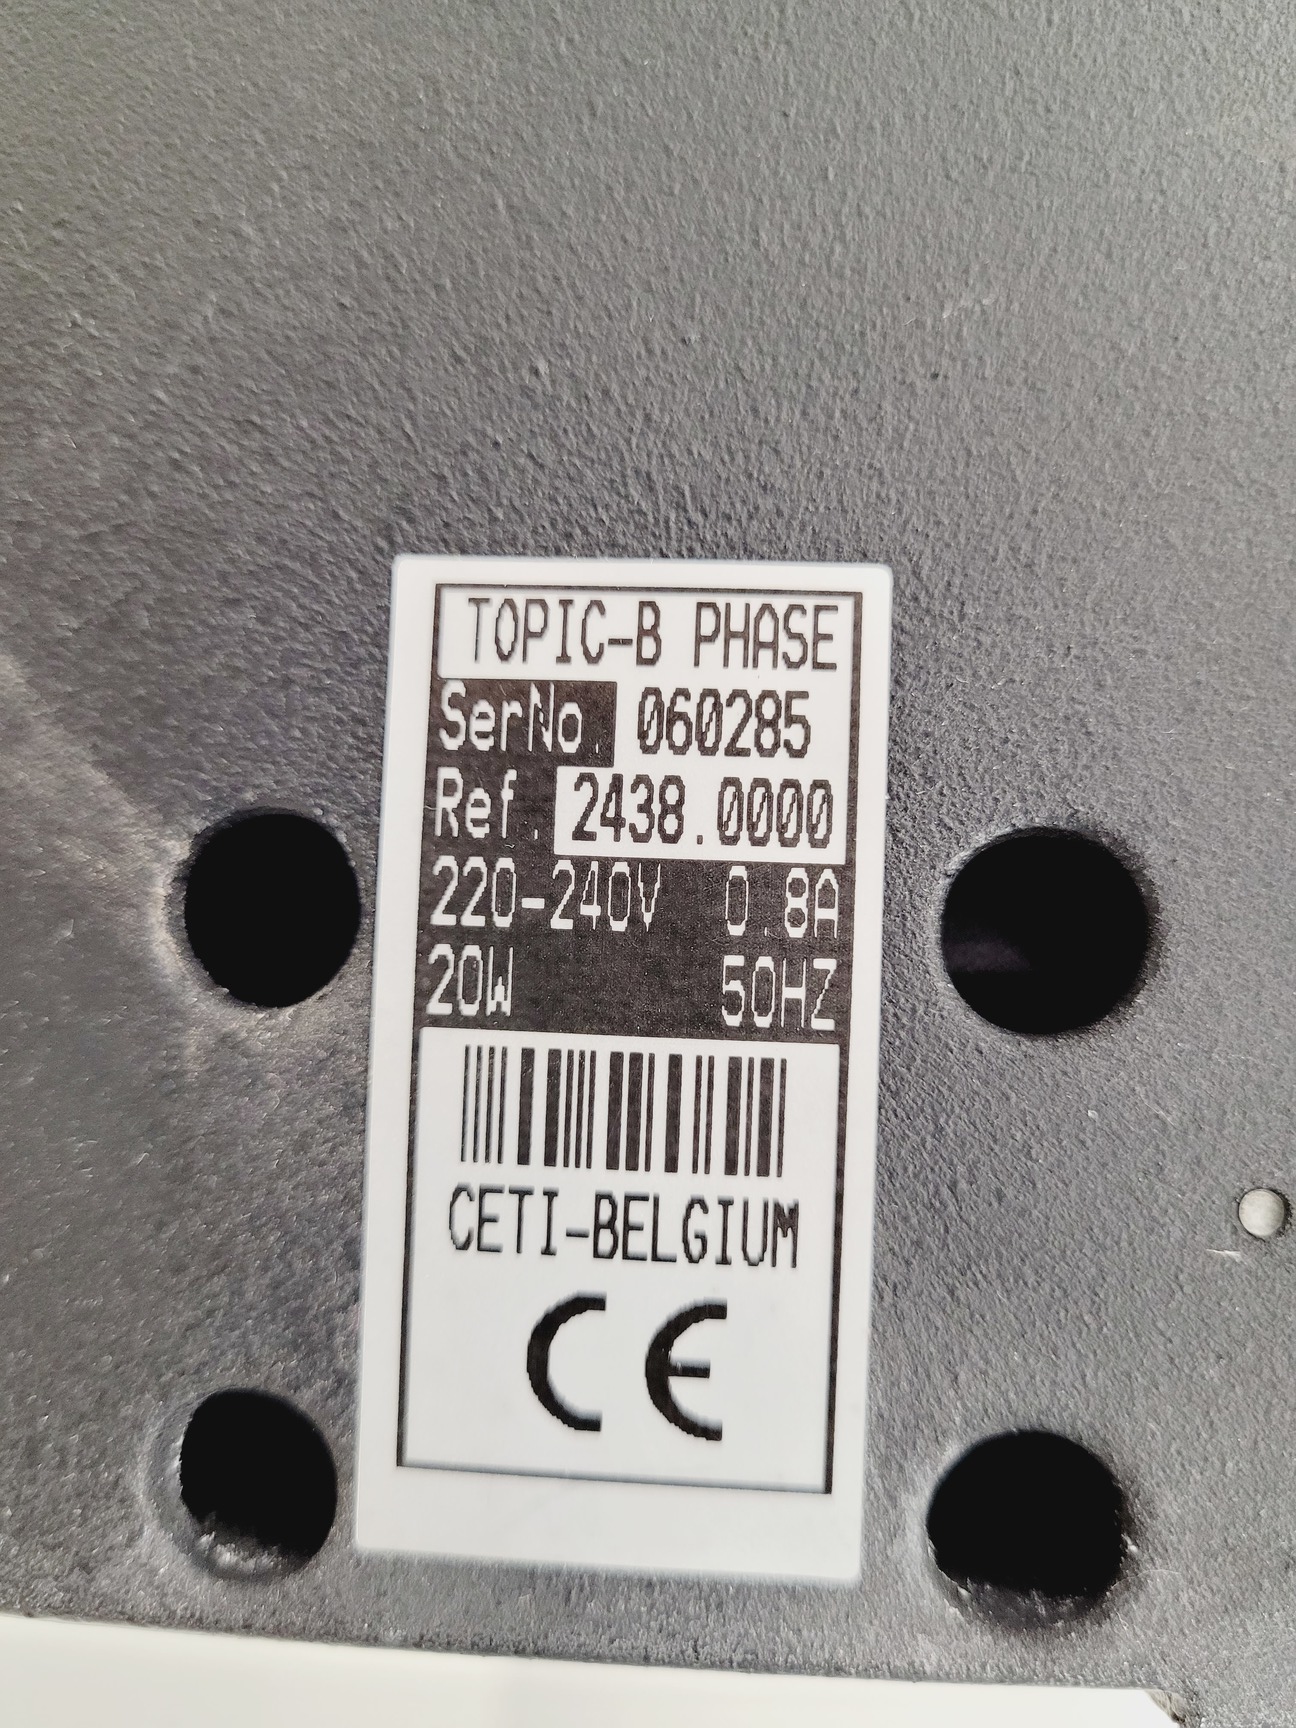 TOPIC-B PHASE
SerNo. 060285
Ref. 2438.0000
220-240V 0.8A
20W 50HZ
CETI-BELGIUM
CE